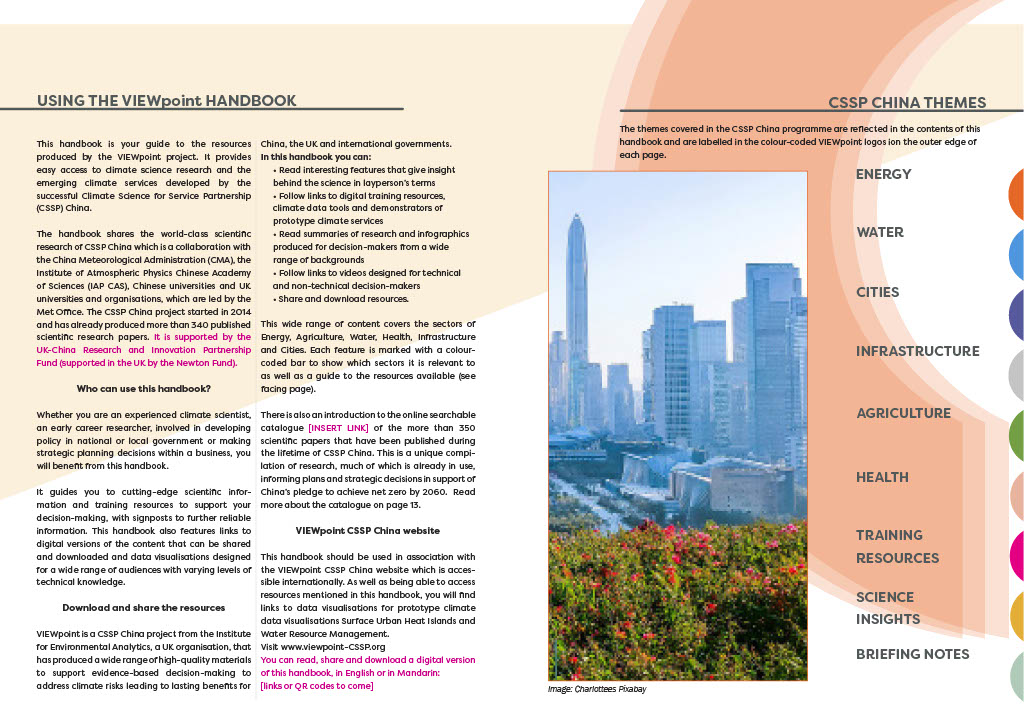 USING THE VIEWpoint HANDBOOK
This handbook is your guide to the resources
produced by the VIEWpoint project. It provides
easy access to climate science research and the
emerging climate services developed by the
successful Climate Science for Service Partnership
(CSSP) China.
The handbook shares the world-class scientific
research of CSSP China which is a collaboration with
the China Meteorological Administration (CMA), the
Institute of Atmospheric Physics Chinese Academy
of Sciences (IAP CAS), Chinese universities and UK
universities and organisations, which are led by the
Met Office. The CSSP China project started in 2014
and has already produced more than 340 published
scientific research papers. It is supported by the
UK-China Research and Innovation Partnership
Fund (supported in the UK by the Newton Fund).
Who can use this handbook?
Whether you are an experienced climate scientist,
an early career researcher, involved in developing
policy in national or local government or making
strategic planning decisions within a business, you
will benefit from this handbook.
It guides you to cutting-edge scientific infor-
mation and training resources to support your
decision-making, with signposts to further reliable
information. This handbook also features links to
digital versions of the content that can be shared
and downloaded and data visualisations designed
for a wide range of audiences with varying levels of
technical knowledge.
Download and share the resources
VIEWpoint is a CSSP China project from the Institute
for Environmental Analytics, a UK organisation, that
has produced a wide range of high-quality materials
to support evidence-based decision-making to
address climate risks leading to lasting benefits for
China, the UK and international governments.
In this handbook you can:
• Read interesting features that give insight
behind the science in layperson's terms
• Follow links to digital training resources,
climate data tools and demonstrators of
prototype climate services
• Read summaries of research and infographics
produced for decision-makers from a wide
range of backgrounds
• Follow links to videos designed for technical
and non-technical decision-makers
• Share and download resources.
This wide range of content covers the sectors of
Energy, Agriculture, Water, Health, Infrastructure
and Cities. Each feature is marked with a colour-
coded bar to show which sectors it is relevant to
as well as a guide to the resources available (see
facing page).
There is also an introduction to the online searchable
catalogue [INSERT LINK] of the more than 350
scientific papers that have been published during
the lifetime of CSSP China. This is a unique compi-
lation of research, much of which is already in use,
informing plans and strategic decisions in support of
China's pledge to achieve net zero by 2060. Read
more about the catalogue on page 13.
VIEWpoint CSSP China website
This handbook should be used in association with
the VIEWpoint CSSP China website which is acces-
sible internationally. As well as being able to access
resources mentioned in this handbook, you will find
links to data visualisations for prototype climate
data visualisations Surface Urban Heat Islands and
Water Resource Management.
Visit www.viewpoint-CSSP.org
You can read, share and download a digital version
of this handbook, in English or in Mandarin:
[links or QR codes to come]
CSSP CHINA THEMES
The themes covered in the CSSP China programme are reflected in the contents of this
handbook and are labelled in the colour-coded VIEWpoint logos ion the outer edge of
each page.
ENERGY
WATER
CITIES
INFRASTRUCTURE
AGRICULTURE
HEALTH
TRAINING
RESOURCES
SCIENCE
INSIGHTS
BRIEFING NOTES
Image: Charlottees Pixabay